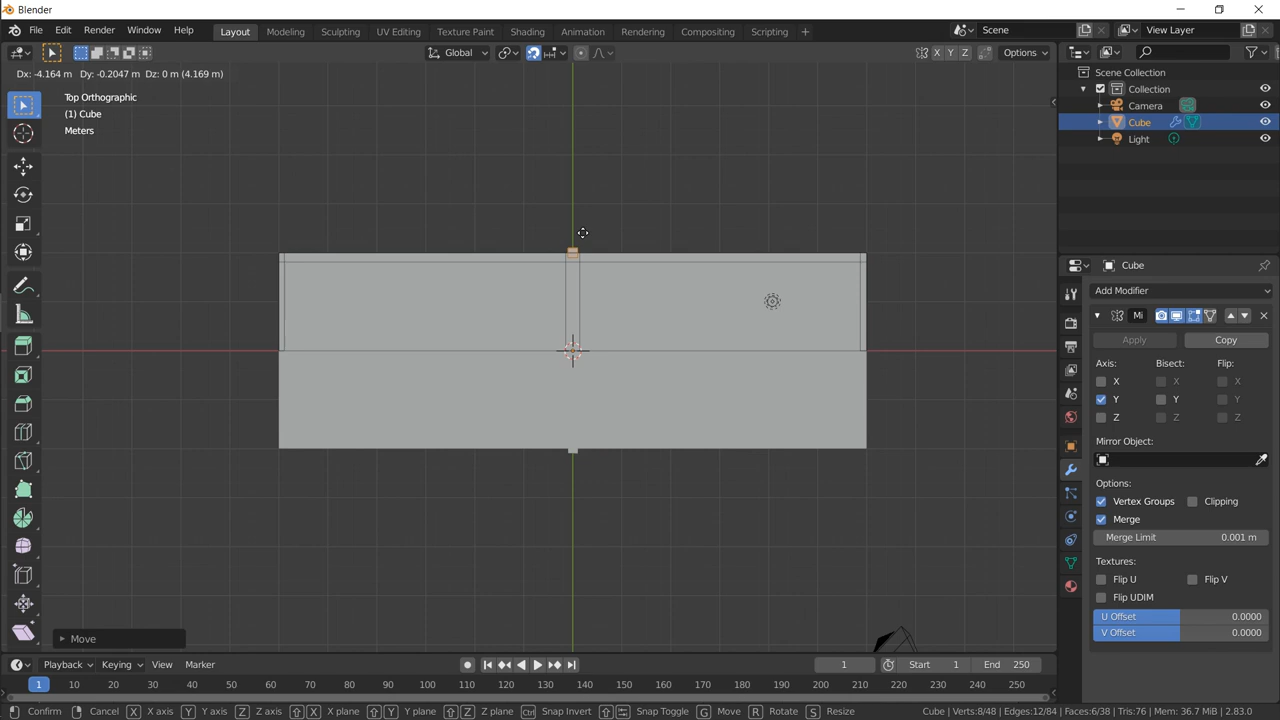 Blender
File Edit Render Window Help Layout Modeling Sculpting UV Editing Texture Paint Shading Animation Rendering Compositing Scripting + Scene View Layer
Global X Y Z Options
Dx: -4.164 m Dy: -0.2047 m Dz: 0 m (4.169 m)
Scene Collection
Collection
Top Orthographic
Camera
(1) Cube
Cube
Meters
Light
Cube
Add Modifier
Mi
Apply Copy
Axis: Bisect: Flip:
X X X
Y Y Y
Z Z Z
Mirror Object:
Options:
Vertex Groups Clipping
Merge
Merge Limit 0.001 m
Textures:
Flip U Flip V
Flip UDIM
U Offset 0.0000
V Offset 0.0000
Move
Playback Keying View Marker 1 Start 1 End 250
1 10 20 30 40 50 60 70 80 90 100 110 120 130 140 150 160 170 180 190 200 210 220 230 240 250
Confirm Cancel X X axis Y Y axis Z Z axis X X plane Y Y plane Z Z plane Ctrl Snap Invert Snap Toggle G Move R Rotate S Resize Cube | Verts:8/48 | Edges:12/84 | Faces:6/38 | Tris:76 | Mem: 36.7 MiB | 2.83.0